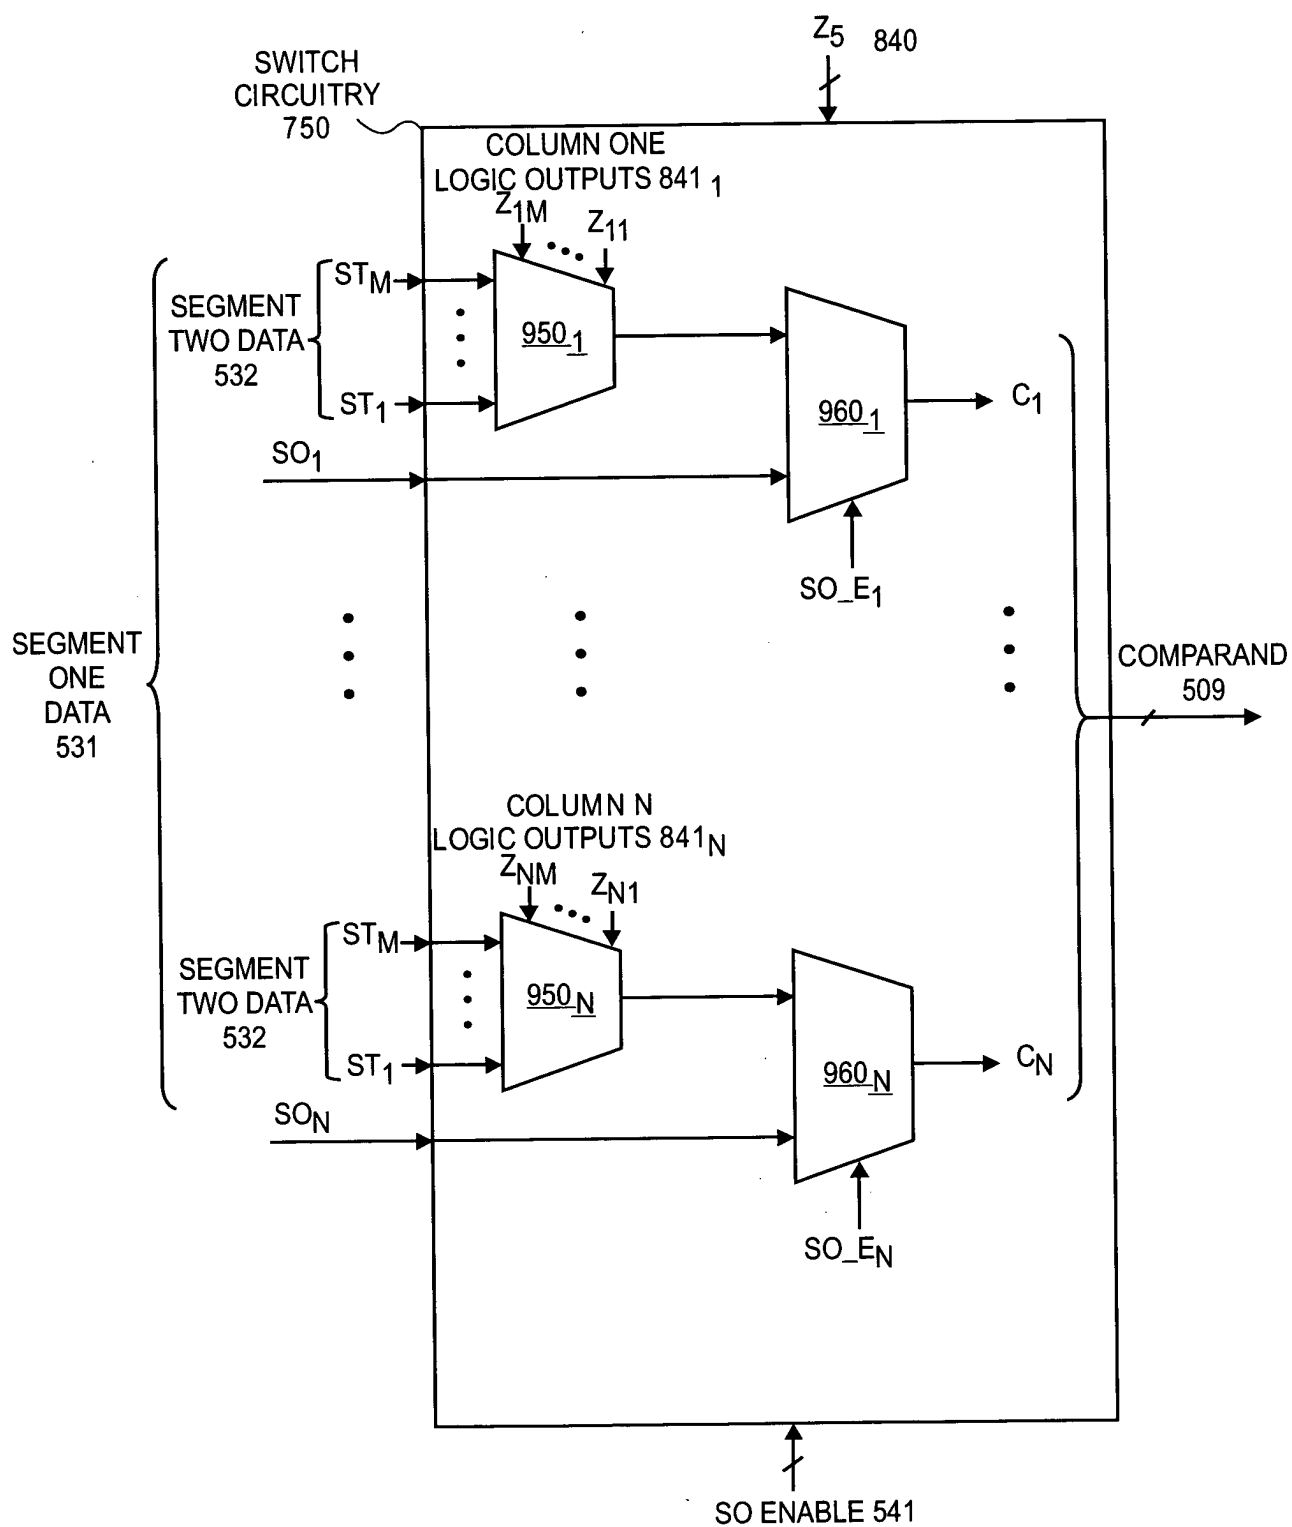 Z5 840
SWITCH
CIRCUITRY
750
COLUMN ONE
LOGIC OUTPUTS 841 1
Z1M
Z11
STM
SEGMENT
TWO DATA
532
950 1
ST1
960 1
C1
SO1
SO_E1
SEGMENT
ONE
DATA
531
COMPARAND
509
COLUMN N
LOGIC OUTPUTS 841N
ZNM
ZN1
STM
SEGMENT
TWO DATA
532
950 N
ST1
960 N
CN
SON
SO_EN
SO ENABLE 541